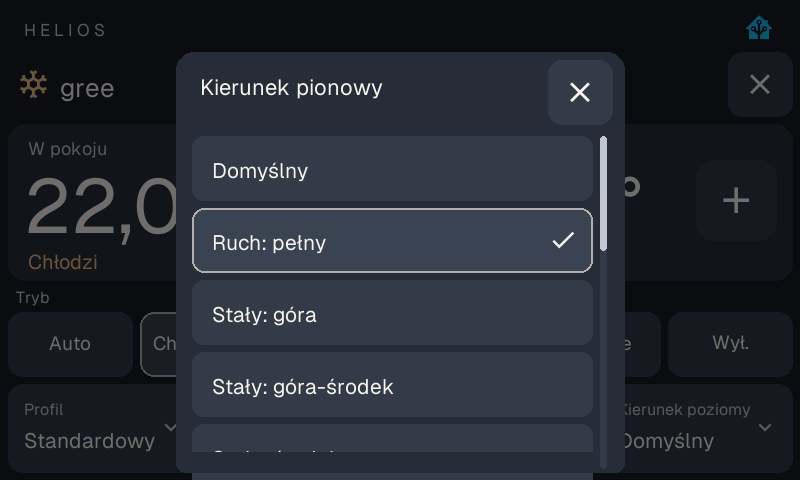 HELIOS
gree
Kierunek pionowy
W pokoju
22,0
°
Chłodzi
Domyślny
Ruch: pełny
Stały: góra
Stały: góra-środek
Tryb
Auto
Ch
Wył.
Profil
Standardowy
Kierunek poziomy
Domyślny